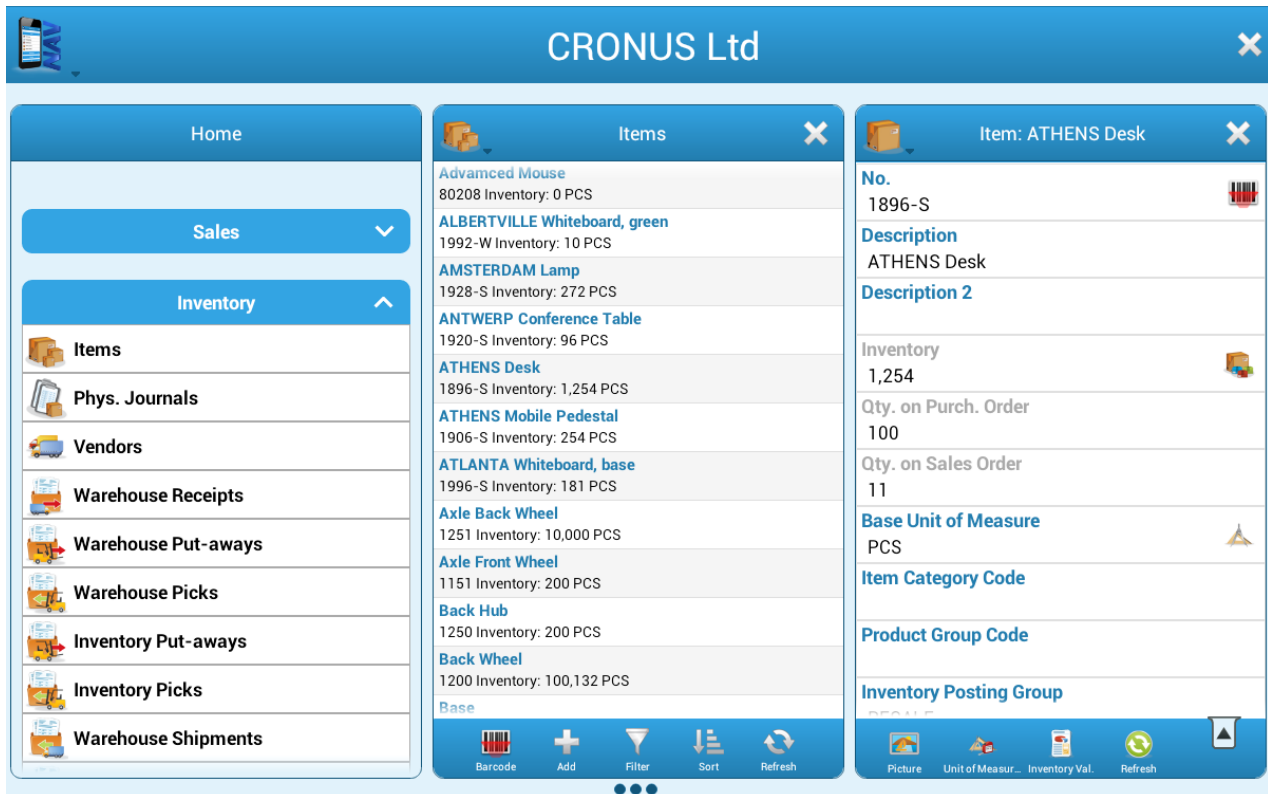 NAV
CRONUS Ltd
Home
Sales
Inventory
Items
Phys. Journals
Vendors
Warehouse Receipts
Warehouse Put-aways
Warehouse Picks
Inventory Put-aways
Inventory Picks
Warehouse Shipments
Items
Advamced Mouse
80208 Inventory: 0 PCS
ALBERTVILLE Whiteboard, green
1992-W Inventory: 10 PCS
AMSTERDAM Lamp
1928-S Inventory: 272 PCS
ANTWERP Conference Table
1920-S Inventory: 96 PCS
ATHENS Desk
1896-S Inventory: 1,254 PCS
ATHENS Mobile Pedestal
1906-S Inventory: 254 PCS
ATLANTA Whiteboard, base
1996-S Inventory: 181 PCS
Axle Back Wheel
1251 Inventory: 10,000 PCS
Axle Front Wheel
1151 Inventory: 200 PCS
Back Hub
1250 Inventory: 200 PCS
Back Wheel
1200 Inventory: 100,132 PCS
Base
Barcode Add Filter Sort Refresh
Item: ATHENS Desk
No.
1896-S
Description
ATHENS Desk
Description 2
Inventory
1,254
Qty. on Purch. Order
100
Qty. on Sales Order
11
Base Unit of Measure
PCS
Item Category Code
Product Group Code
Inventory Posting Group
Picture Unit of Measur... Inventory Val. Refresh